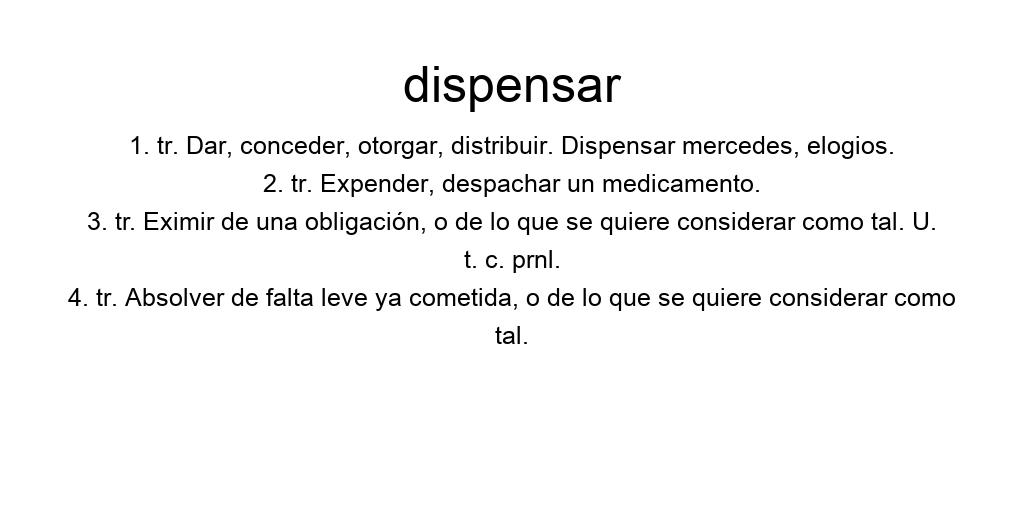 dispensar
1. tr. Dar, conceder, otorgar, distribuir. Dispensar mercedes, elogios.
2. tr. Expender, despachar un medicamento.
3. tr. Eximir de una obligación, o de lo que se quiere considerar como tal. U.
t. c. prnl.
4. tr. Absolver de falta leve ya cometida, o de lo que se quiere considerar como
tal.